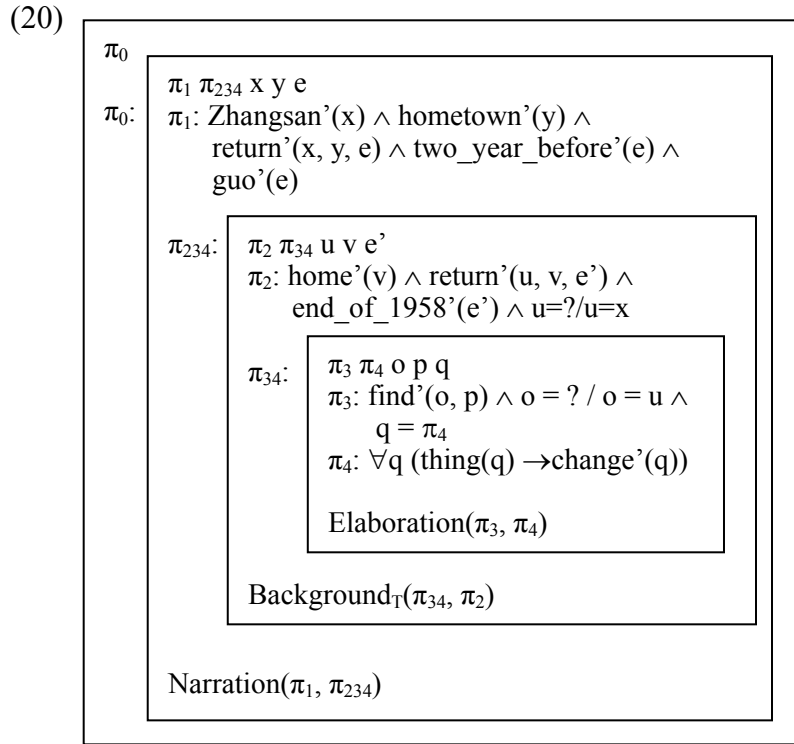 (20)
π₀
π₁ π₂₃₄ x y e
π₀: π₁: Zhangsan’(x) ∧ hometown’(y) ∧
return’(x, y, e) ∧ two_year_before’(e) ∧
guo’(e)
π₂₃₄: π₂ π₃₄ u v e’
π₂: home’(v) ∧ return’(u, v, e’) ∧
end_of_1958’(e’) ∧ u=?/u=x
π₃₄: π₃ π₄ o p q
π₃: find’(o, p) ∧ o = ? / o = u ∧
q = π₄
π₄: ∀q (thing(q) →change’(q))
Elaboration(π₃, π₄)
Background_T(π₃₄, π₂)
Narration(π₁, π₂₃₄)